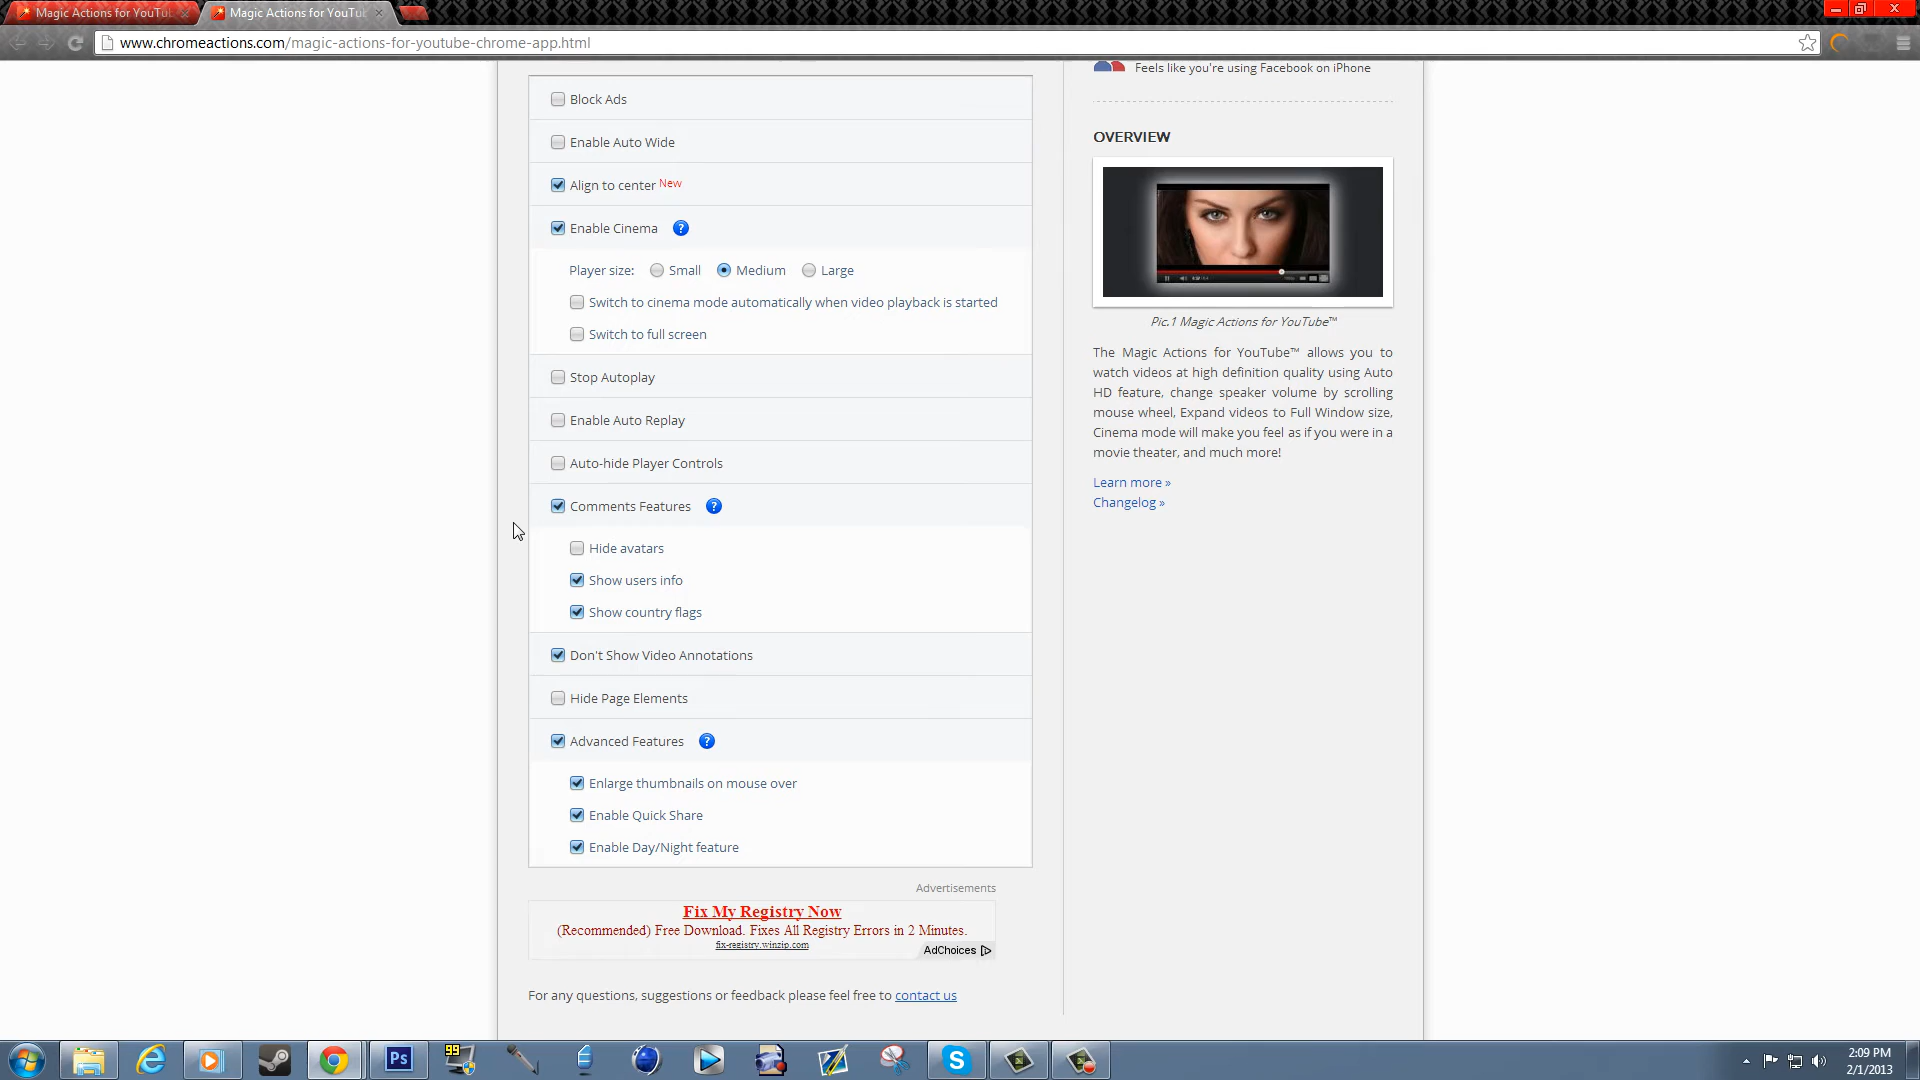 Magic Actions for YouTu
Magic Actions for YouTu
www.chromeactions.com/magic-actions-for-youtube-chrome-app.html
Feels like you're using Facebook on iPhone
Block Ads
Enable Auto Wide
Align to center New
Enable Cinema ?
Player size: Small Medium Large
Switch to cinema mode automatically when video playback is started
Switch to full screen
Stop Autoplay
Enable Auto Replay
Auto-hide Player Controls
Comments Features ?
Hide avatars
Show users info
Show country flags
Don't Show Video Annotations
Hide Page Elements
Advanced Features ?
Enlarge thumbnails on mouse over
Enable Quick Share
Enable Day/Night feature
Advertisements
Fix My Registry Now
(Recommended) Free Download. Fixes All Registry Errors in 2 Minutes.
fix-registry.winzip.com
AdChoices
For any questions, suggestions or feedback please feel free to contact us
OVERVIEW
Pic.1 Magic Actions for YouTube™
The Magic Actions for YouTube™ allows you to
watch videos at high definition quality using Auto
HD feature, change speaker volume by scrolling
mouse wheel, Expand videos to Full Window size,
Cinema mode will make you feel as if you were in a
movie theater, and much more!
Learn more »
Changelog »
Ps
99
S
2:09 PM
2/1/2013